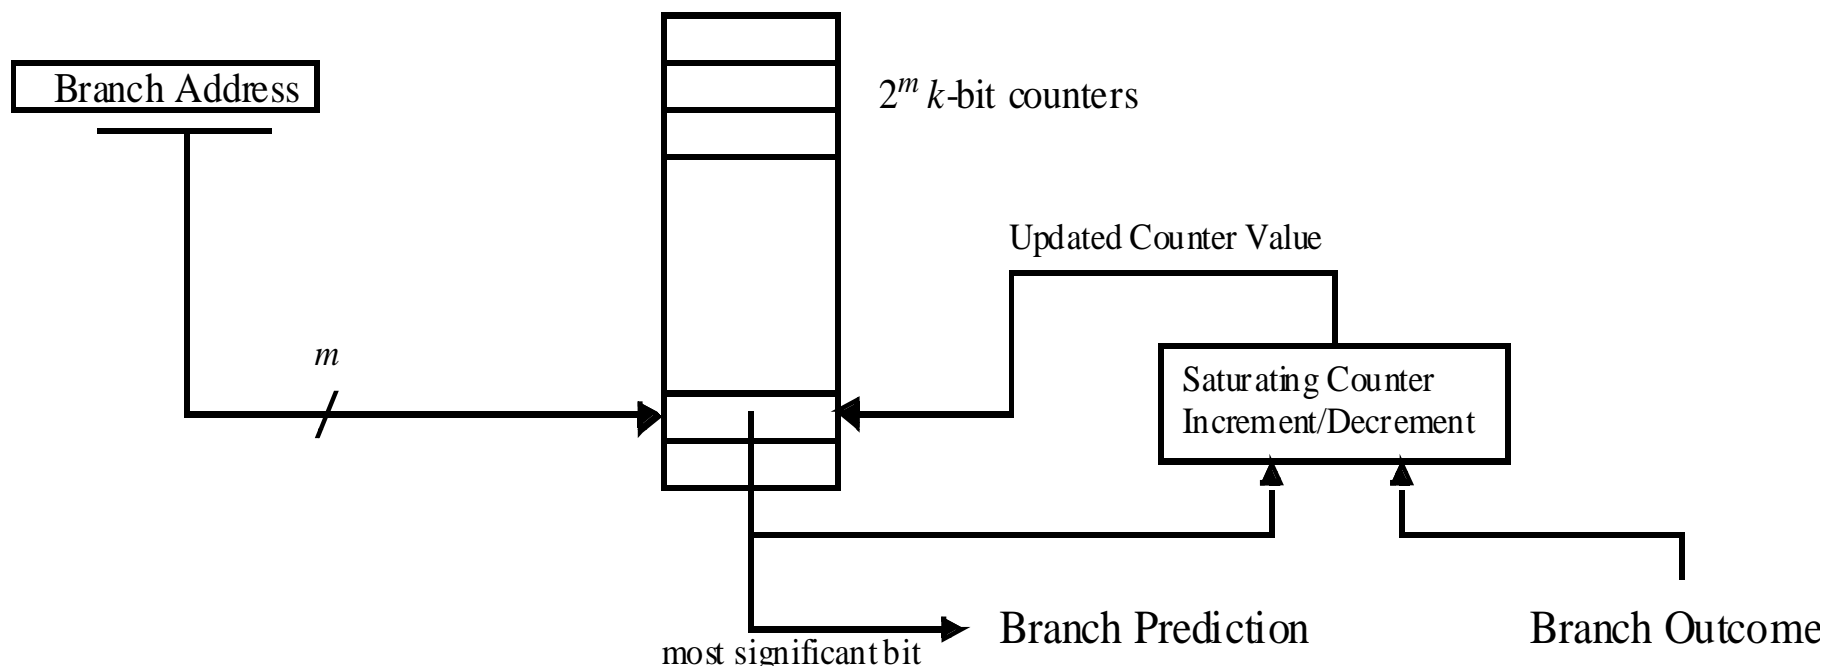 Branch Address
2^m k-bit counters
Updated Counter Value
m
Saturating Counter
Increment/Decrement
Branch Prediction
Branch Outcome
most significant bit